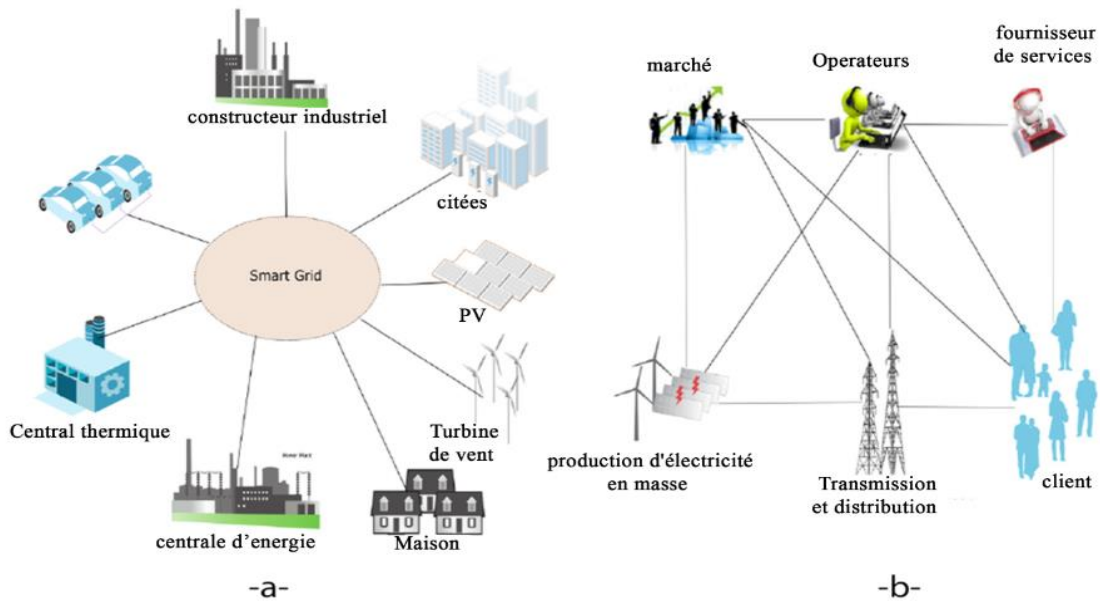 constructeur industriel
citées
Smart Grid
PV
Central thermique
Turbine
de vent
centrale d'energie
Maison
-a-
marché
Operateurs
fournisseur
de services
production d'électricité
en masse
Transmission
et distribution
client
-b-